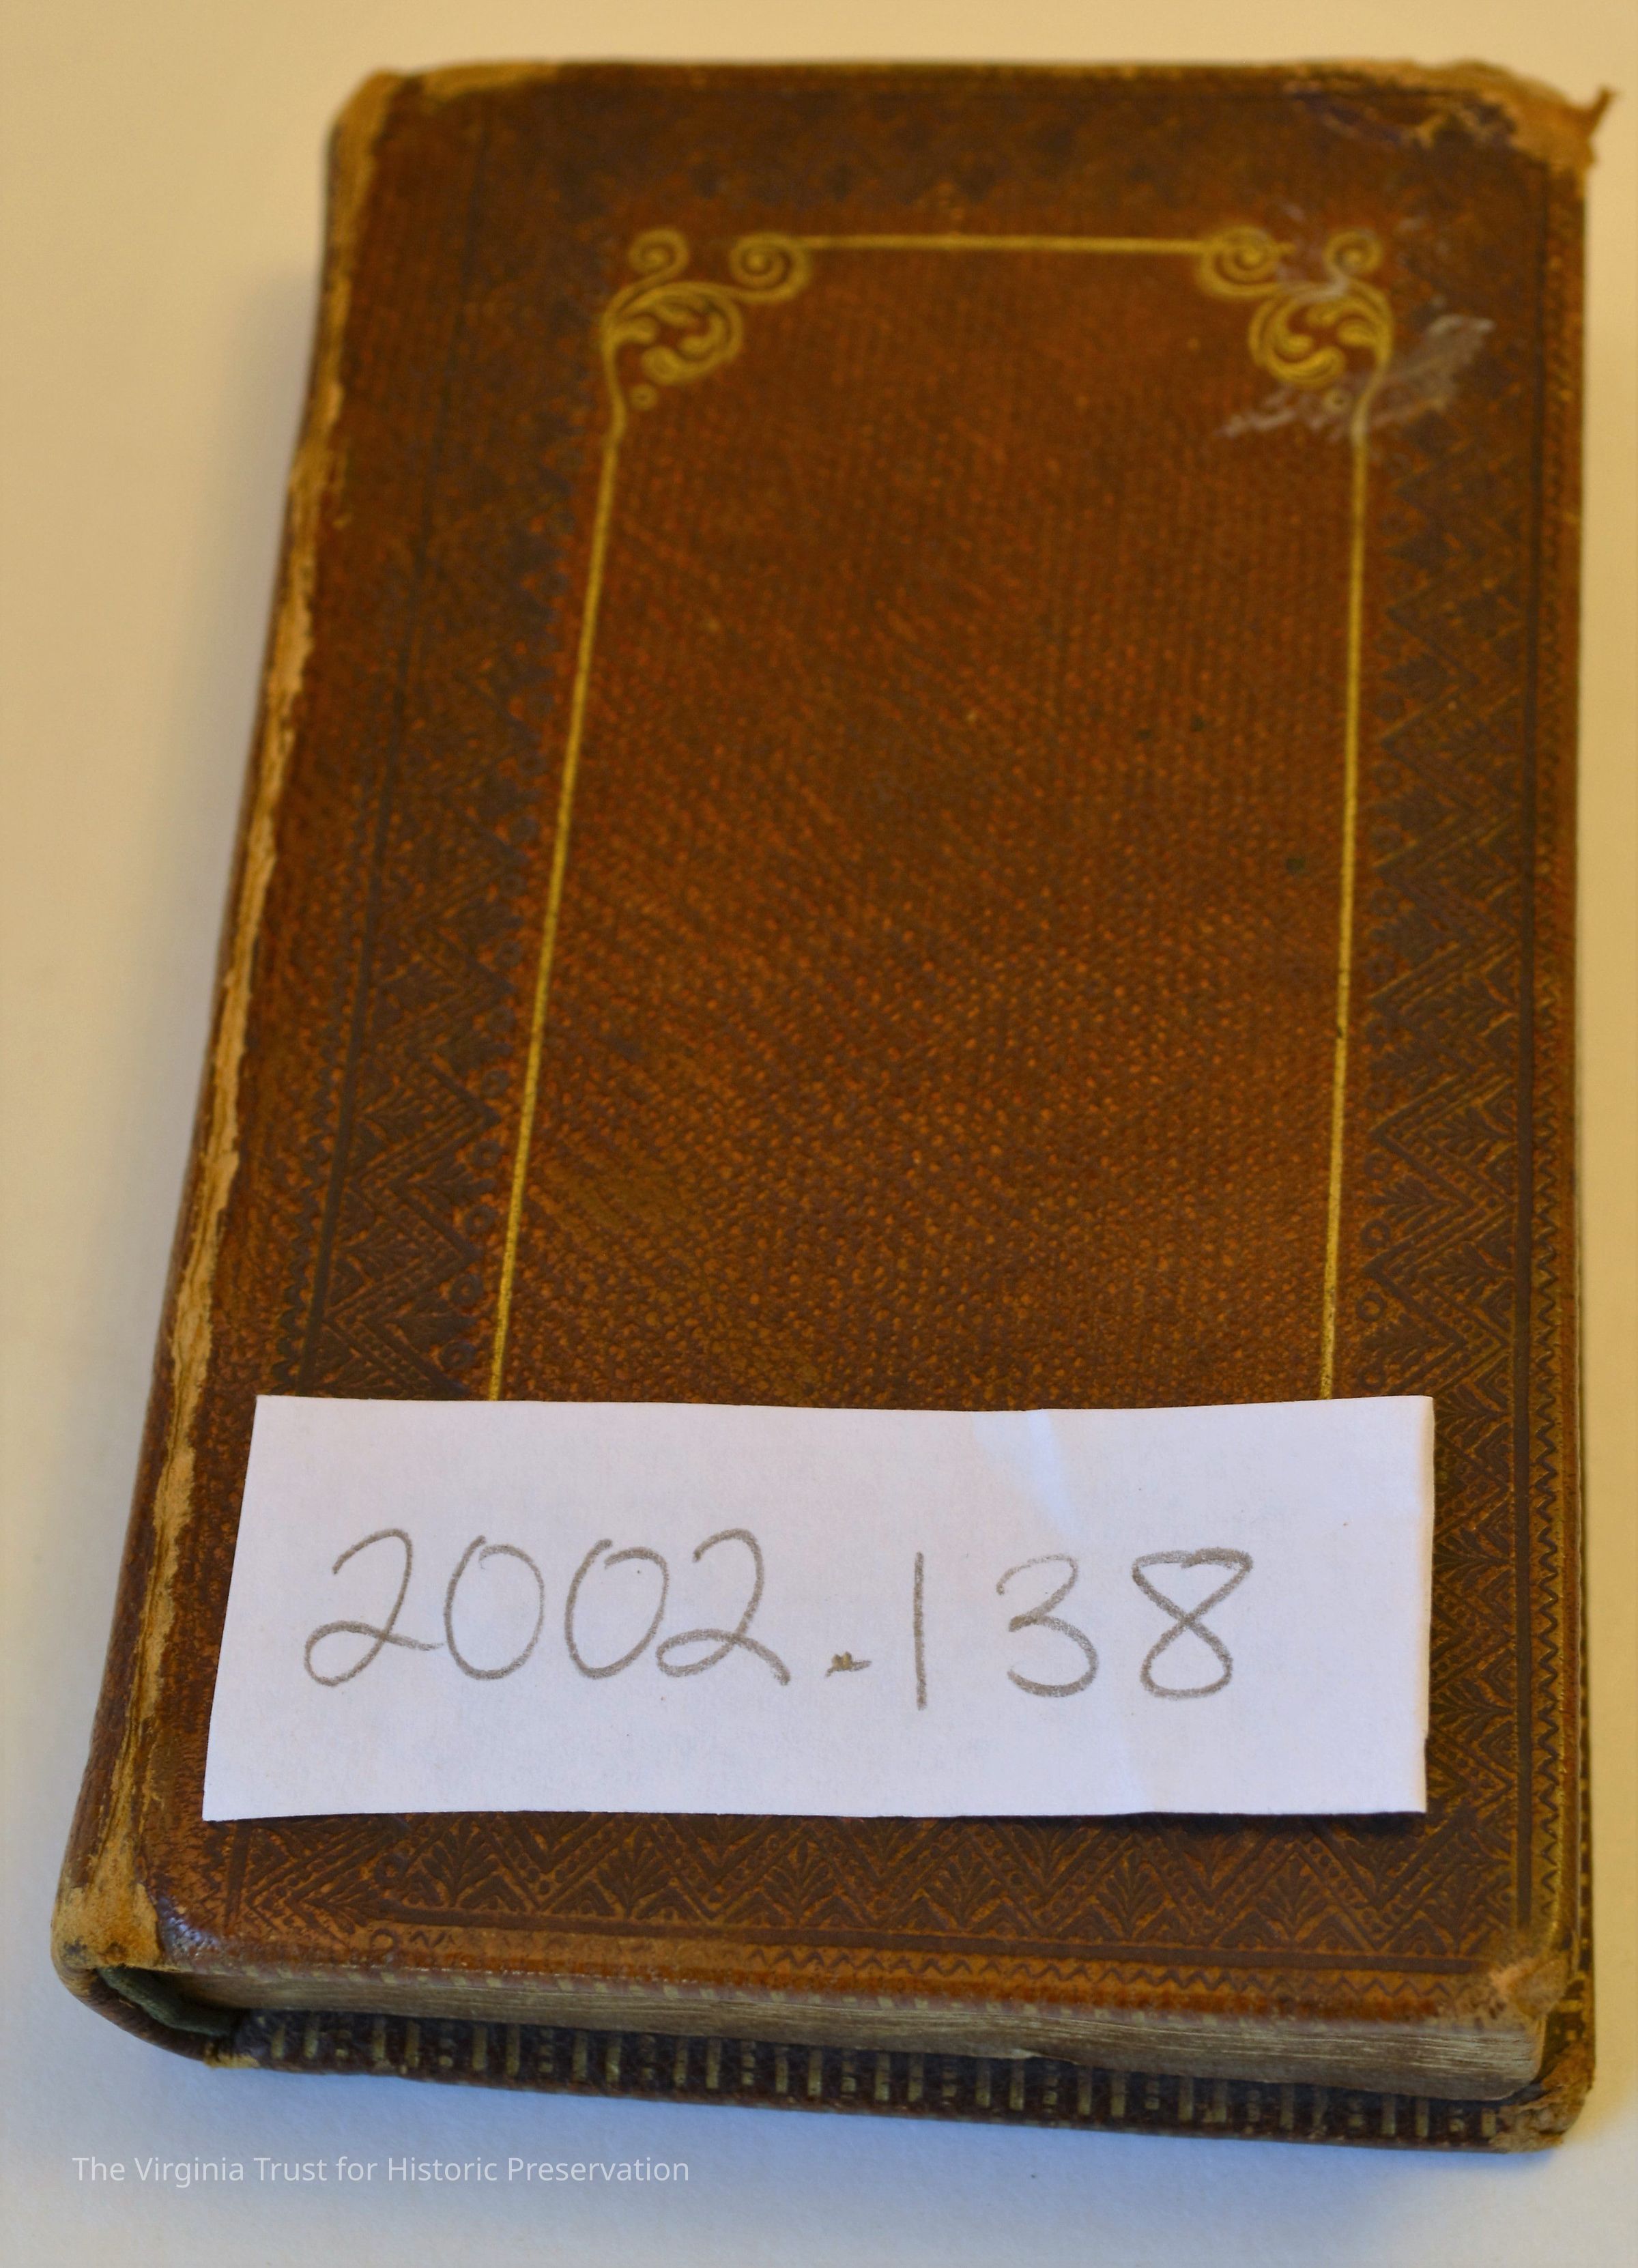 2002.138
The Virginia Trust for Historic Preservation